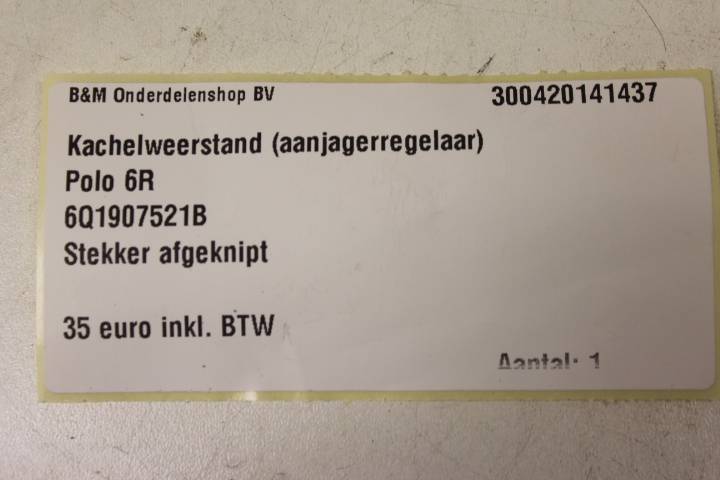 B&M Onderdelenshop BV 300420141437
Kachelweerstand (aanjagerregelaar)
Polo 6R
6Q1907521B
Stekker afgeknipt
35 euro inkl. BTW
Aantal: 1